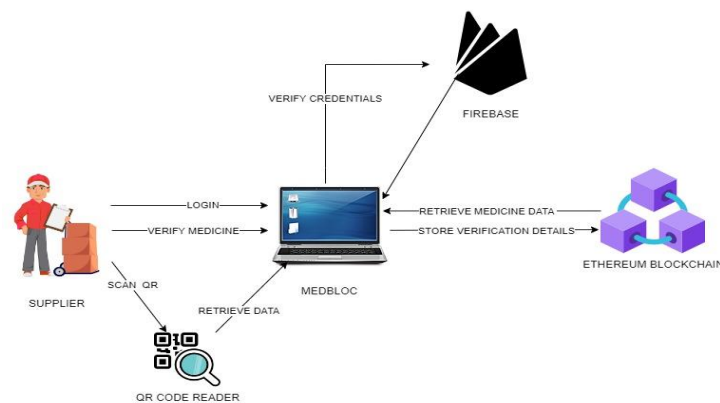 VERIFY CREDENTIALS
FIREBASE
LOGIN
RETRIEVE MEDICINE DATA
VERIFY MEDICINE
STORE VERIFICATION DETAILS
ETHEREUM BLOCKCHAIN
SCAN QR
MEDBLOC
SUPPLIER
RETRIEVE DATA
QR CODE READER